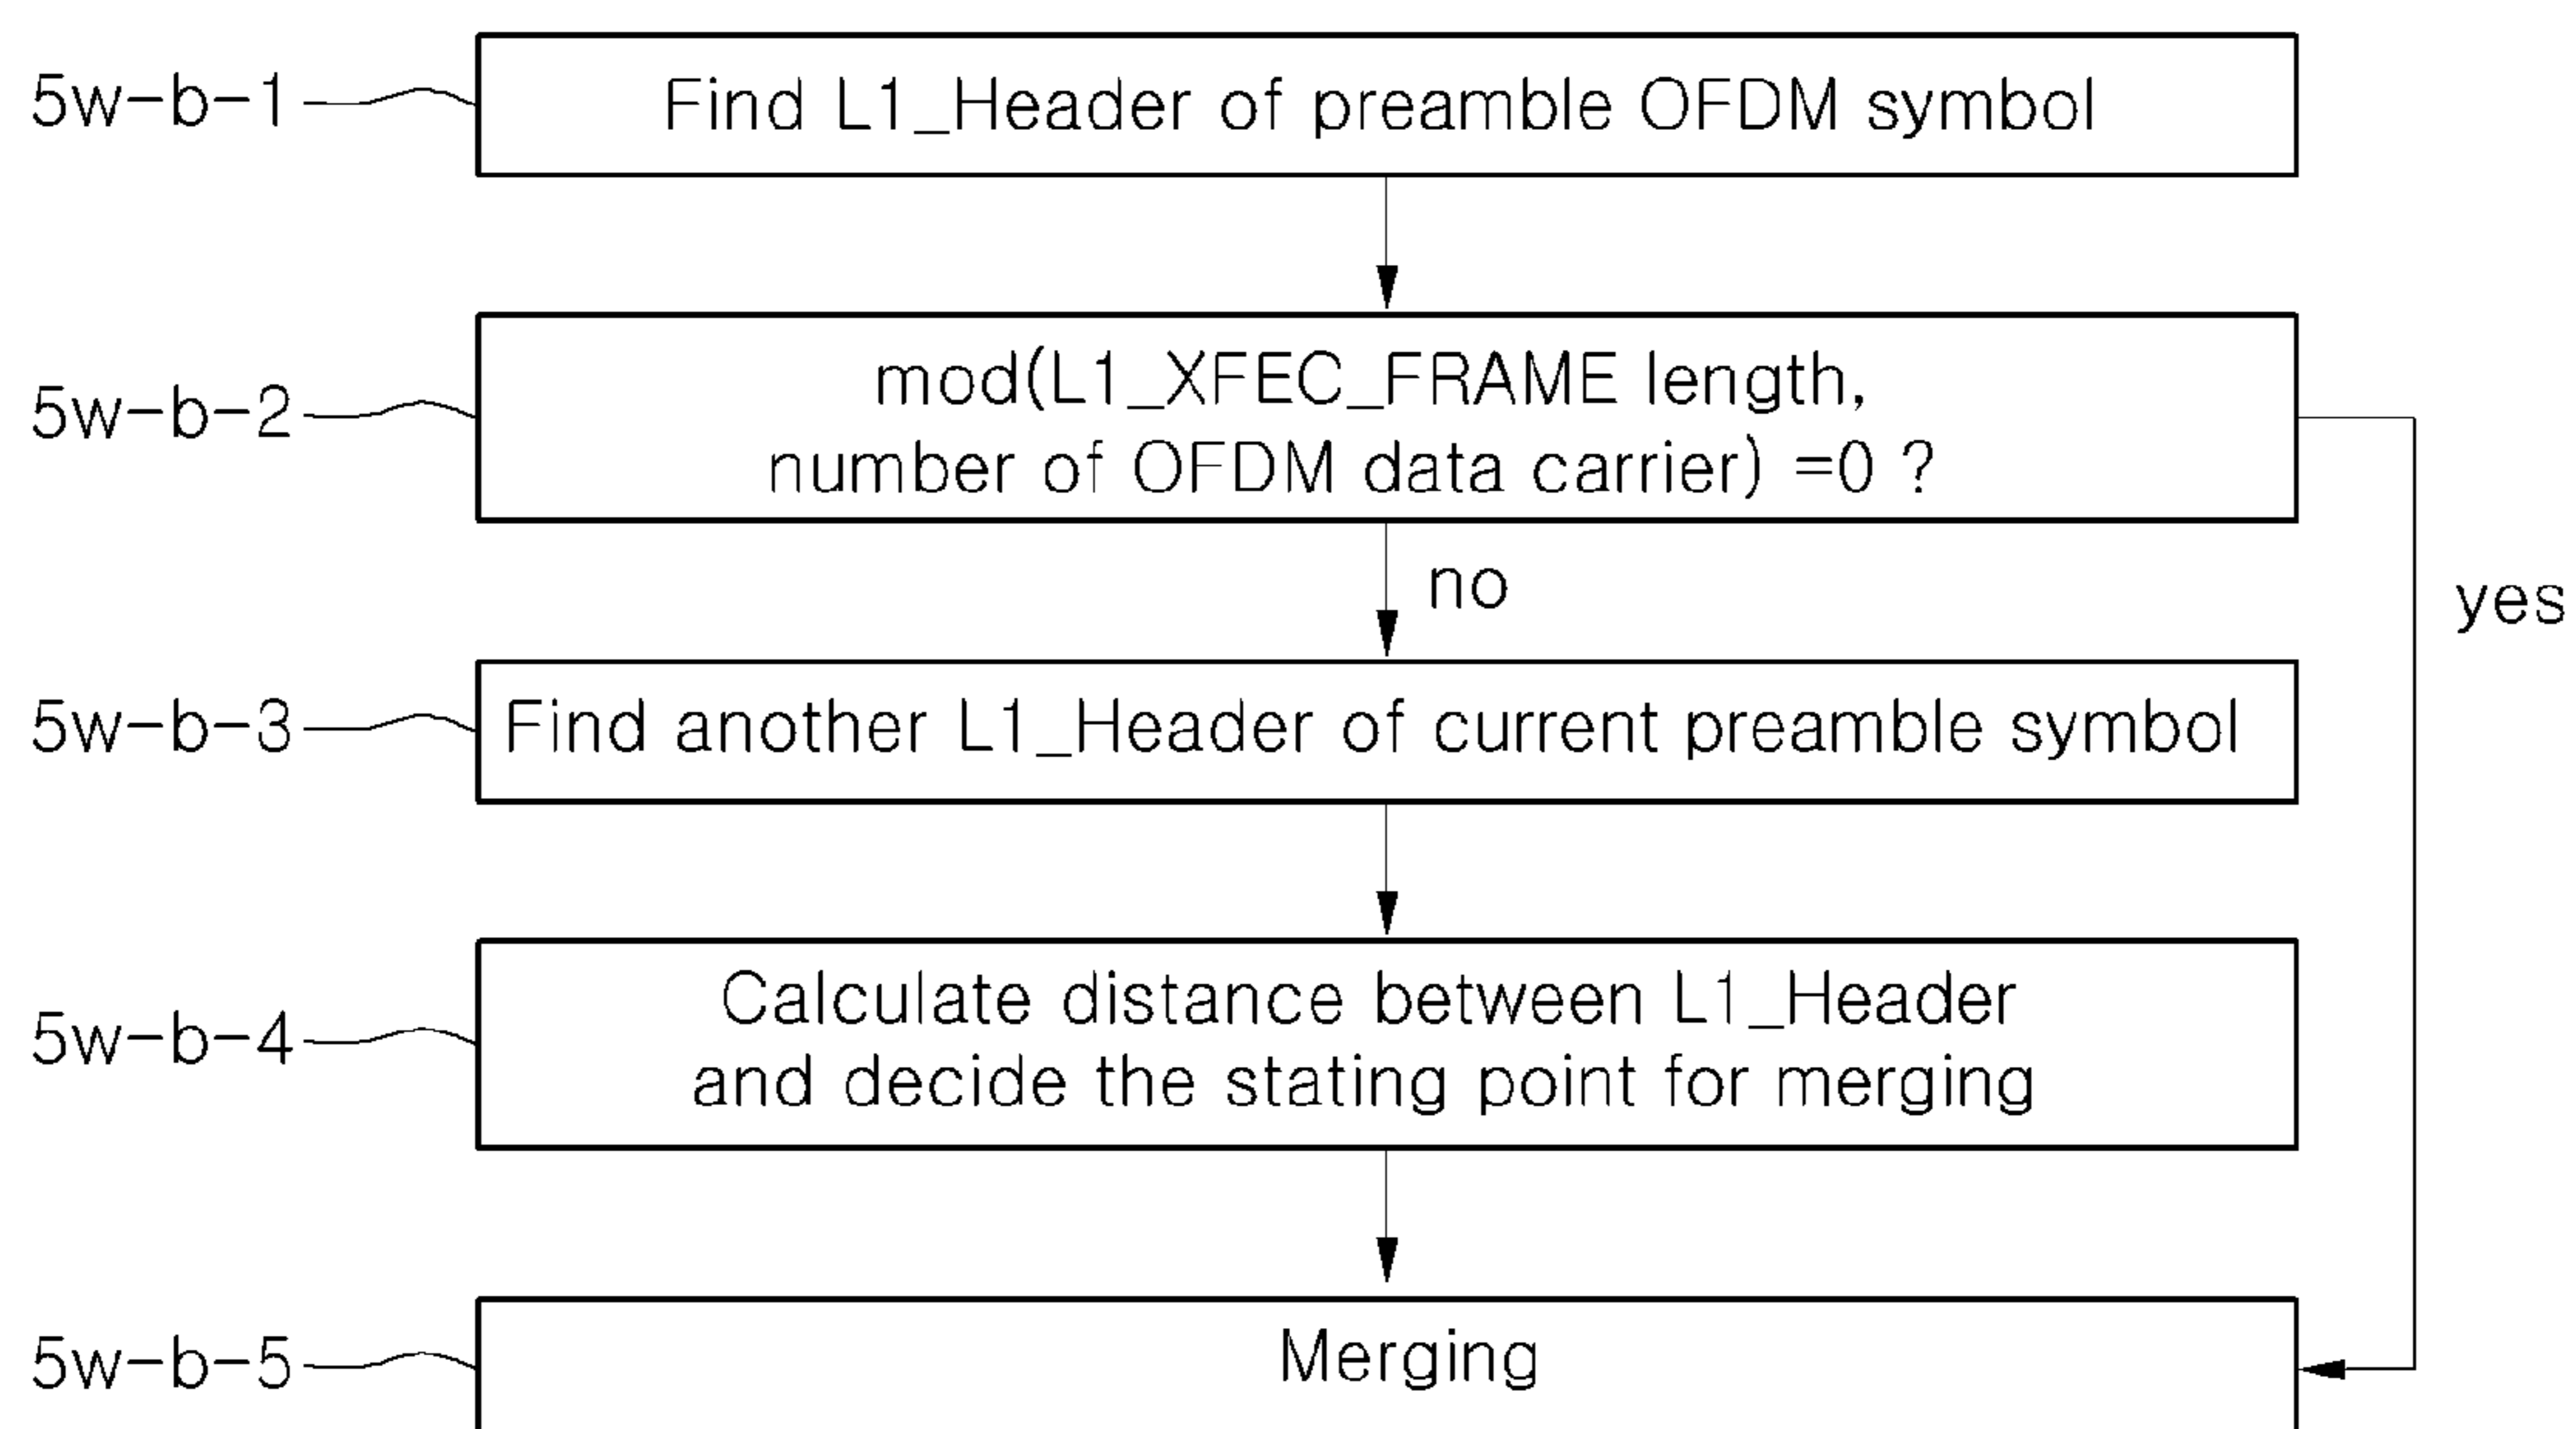 5w-b-1
Find L1_Header of preamble OFDM symbol
5w-b-2
mod(L1_XFEC_FRAME length,
number of OFDM data carrier) =0 ?
no
yes
5w-b-3
Find another L1_Header of current preamble symbol
5w-b-4
Calculate distance between L1_Header
and decide the stating point for merging
5w-b-5
Merging